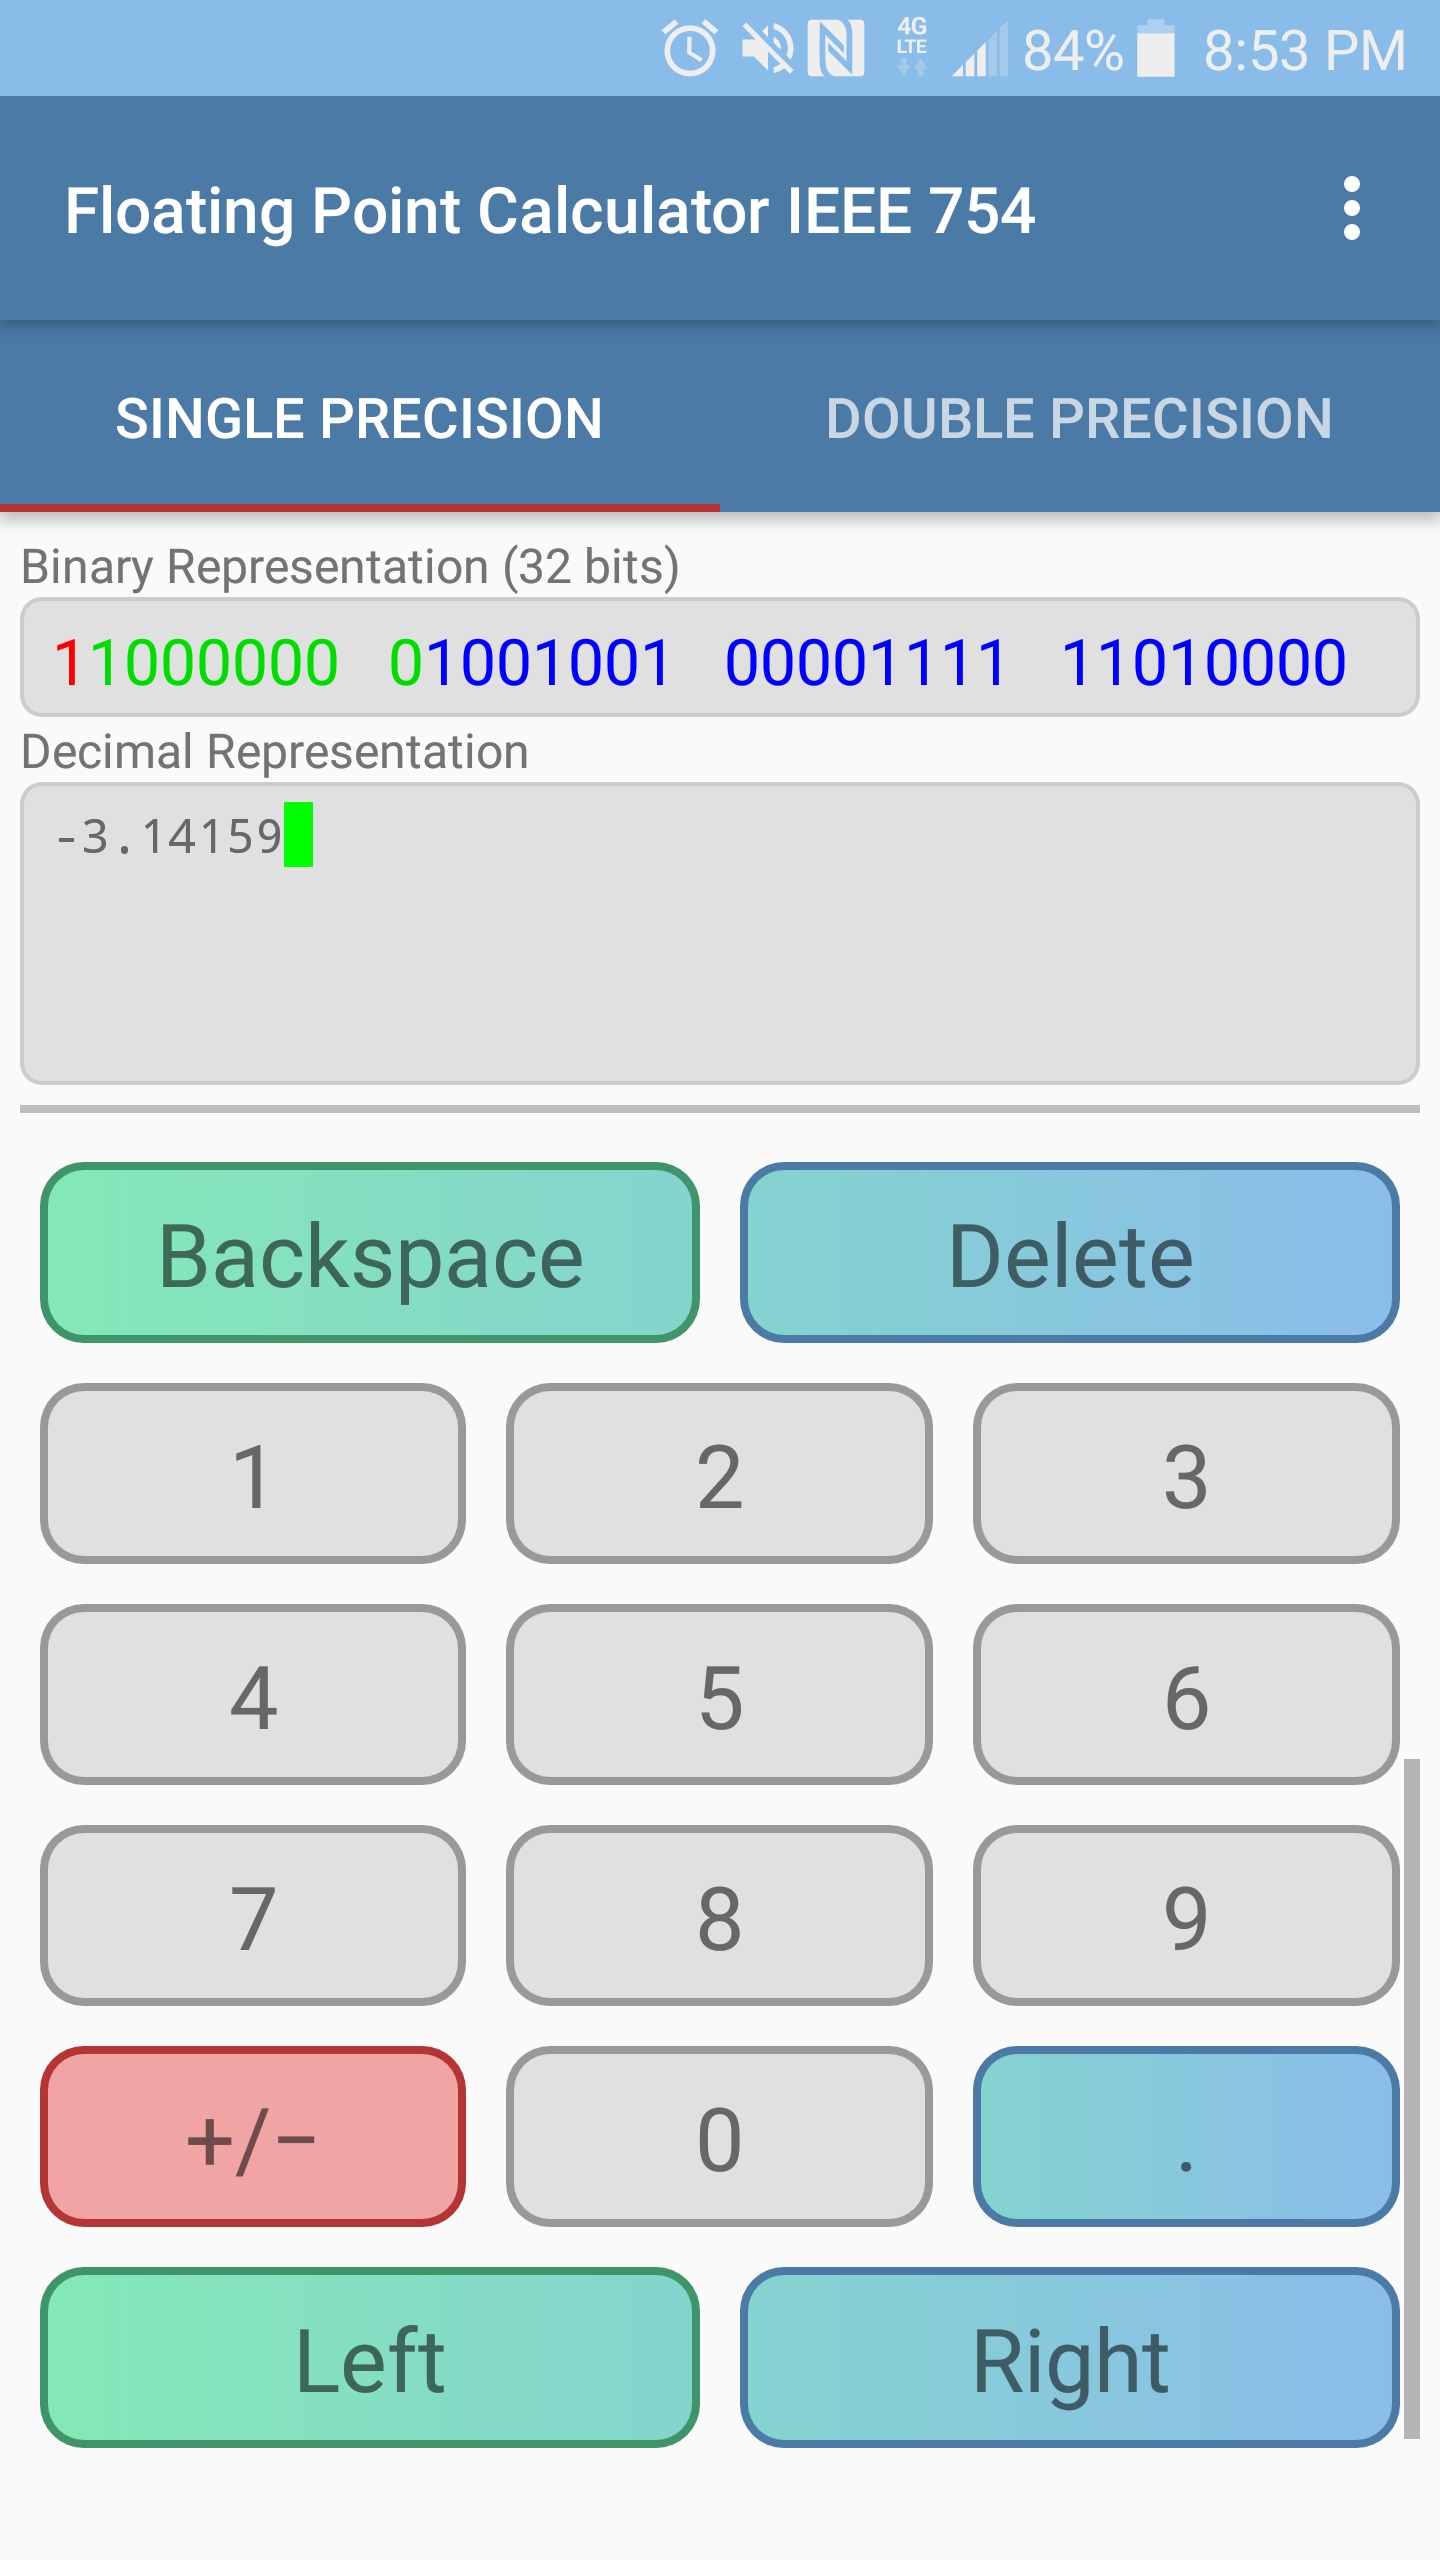 4G LTE 84% 8:53 PM
Floating Point Calculator IEEE 754
SINGLE PRECISION DOUBLE PRECISION
Binary Representation (32 bits)
11000000 01001001 00001111 11010000
Decimal Representation
-3.14159
Backspace Delete
1 2 3
4 5 6
7 8 9
+/− 0 .
Left Right